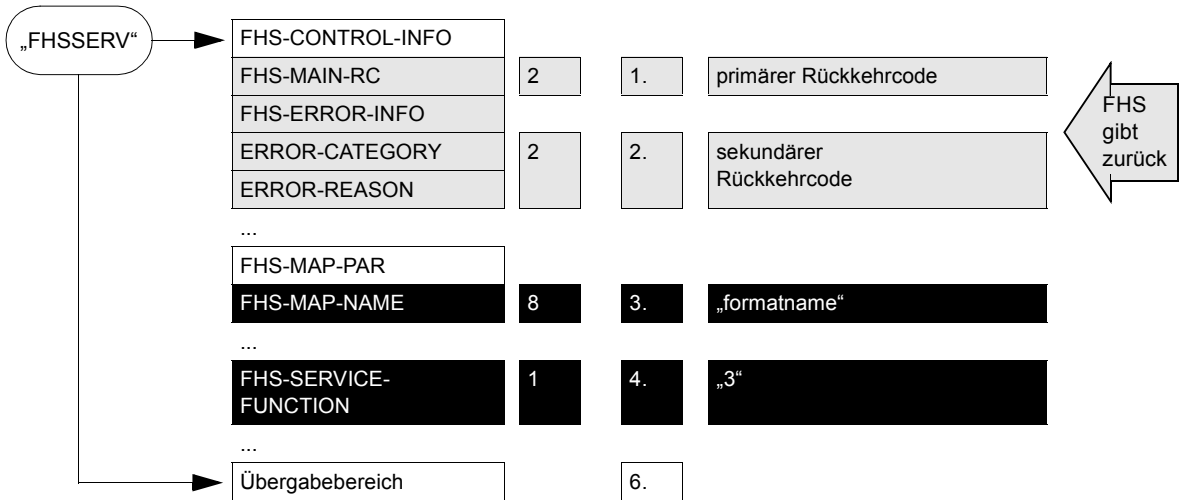 „FHSSERV“
FHS-CONTROL-INFO
FHS-MAIN-RC 2 1. primärer Rückkehrcode
FHS-ERROR-INFO
ERROR-CATEGORY 2 2. sekundärer
Rückkehrcode
ERROR-REASON
FHS
gibt
zurück
...
FHS-MAP-PAR
FHS-MAP-NAME 8 3. „formatname“
...
FHS-SERVICE- 1 4. „3“
FUNCTION
...
Übergabebereich 6.